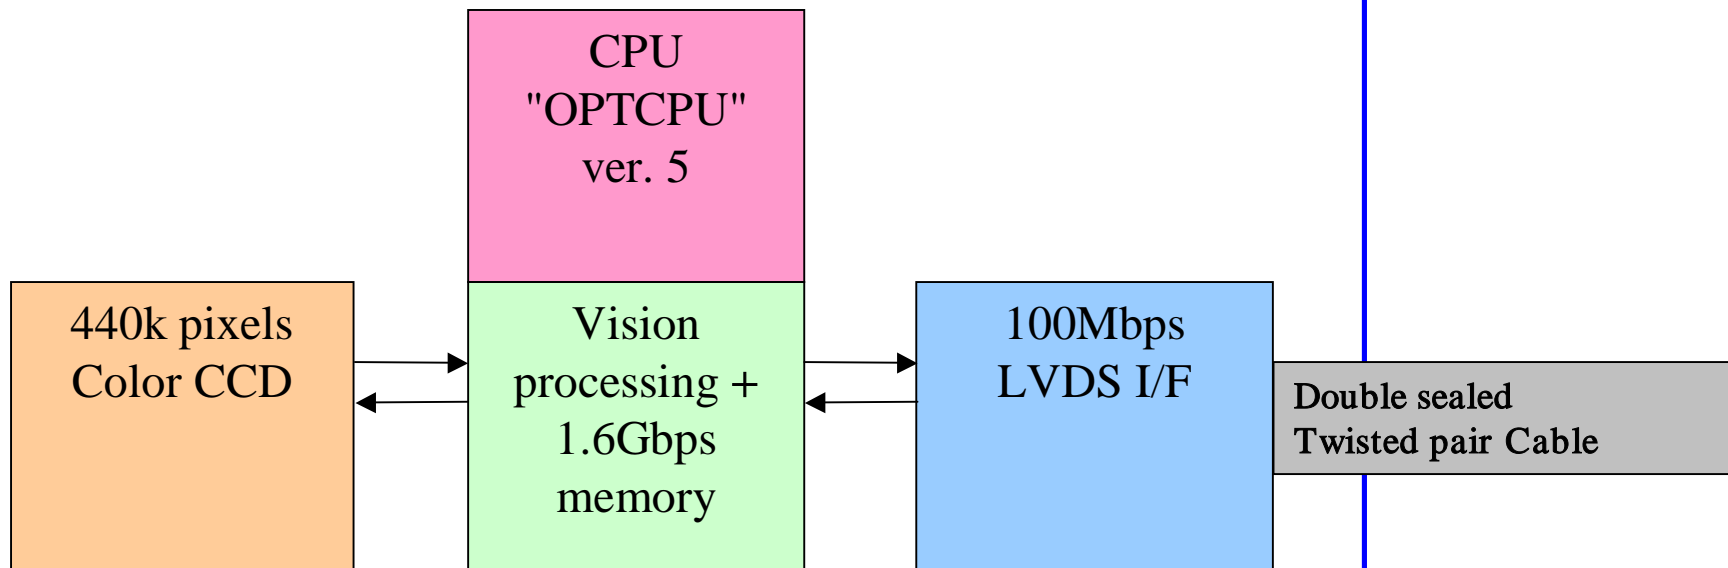 CPU
"OPTCPU"
ver. 5
440k pixels
Color CCD
Vision
processing +
1.6Gbps
memory
100Mbps
LVDS I/F
Double sealed
Twisted pair Cable